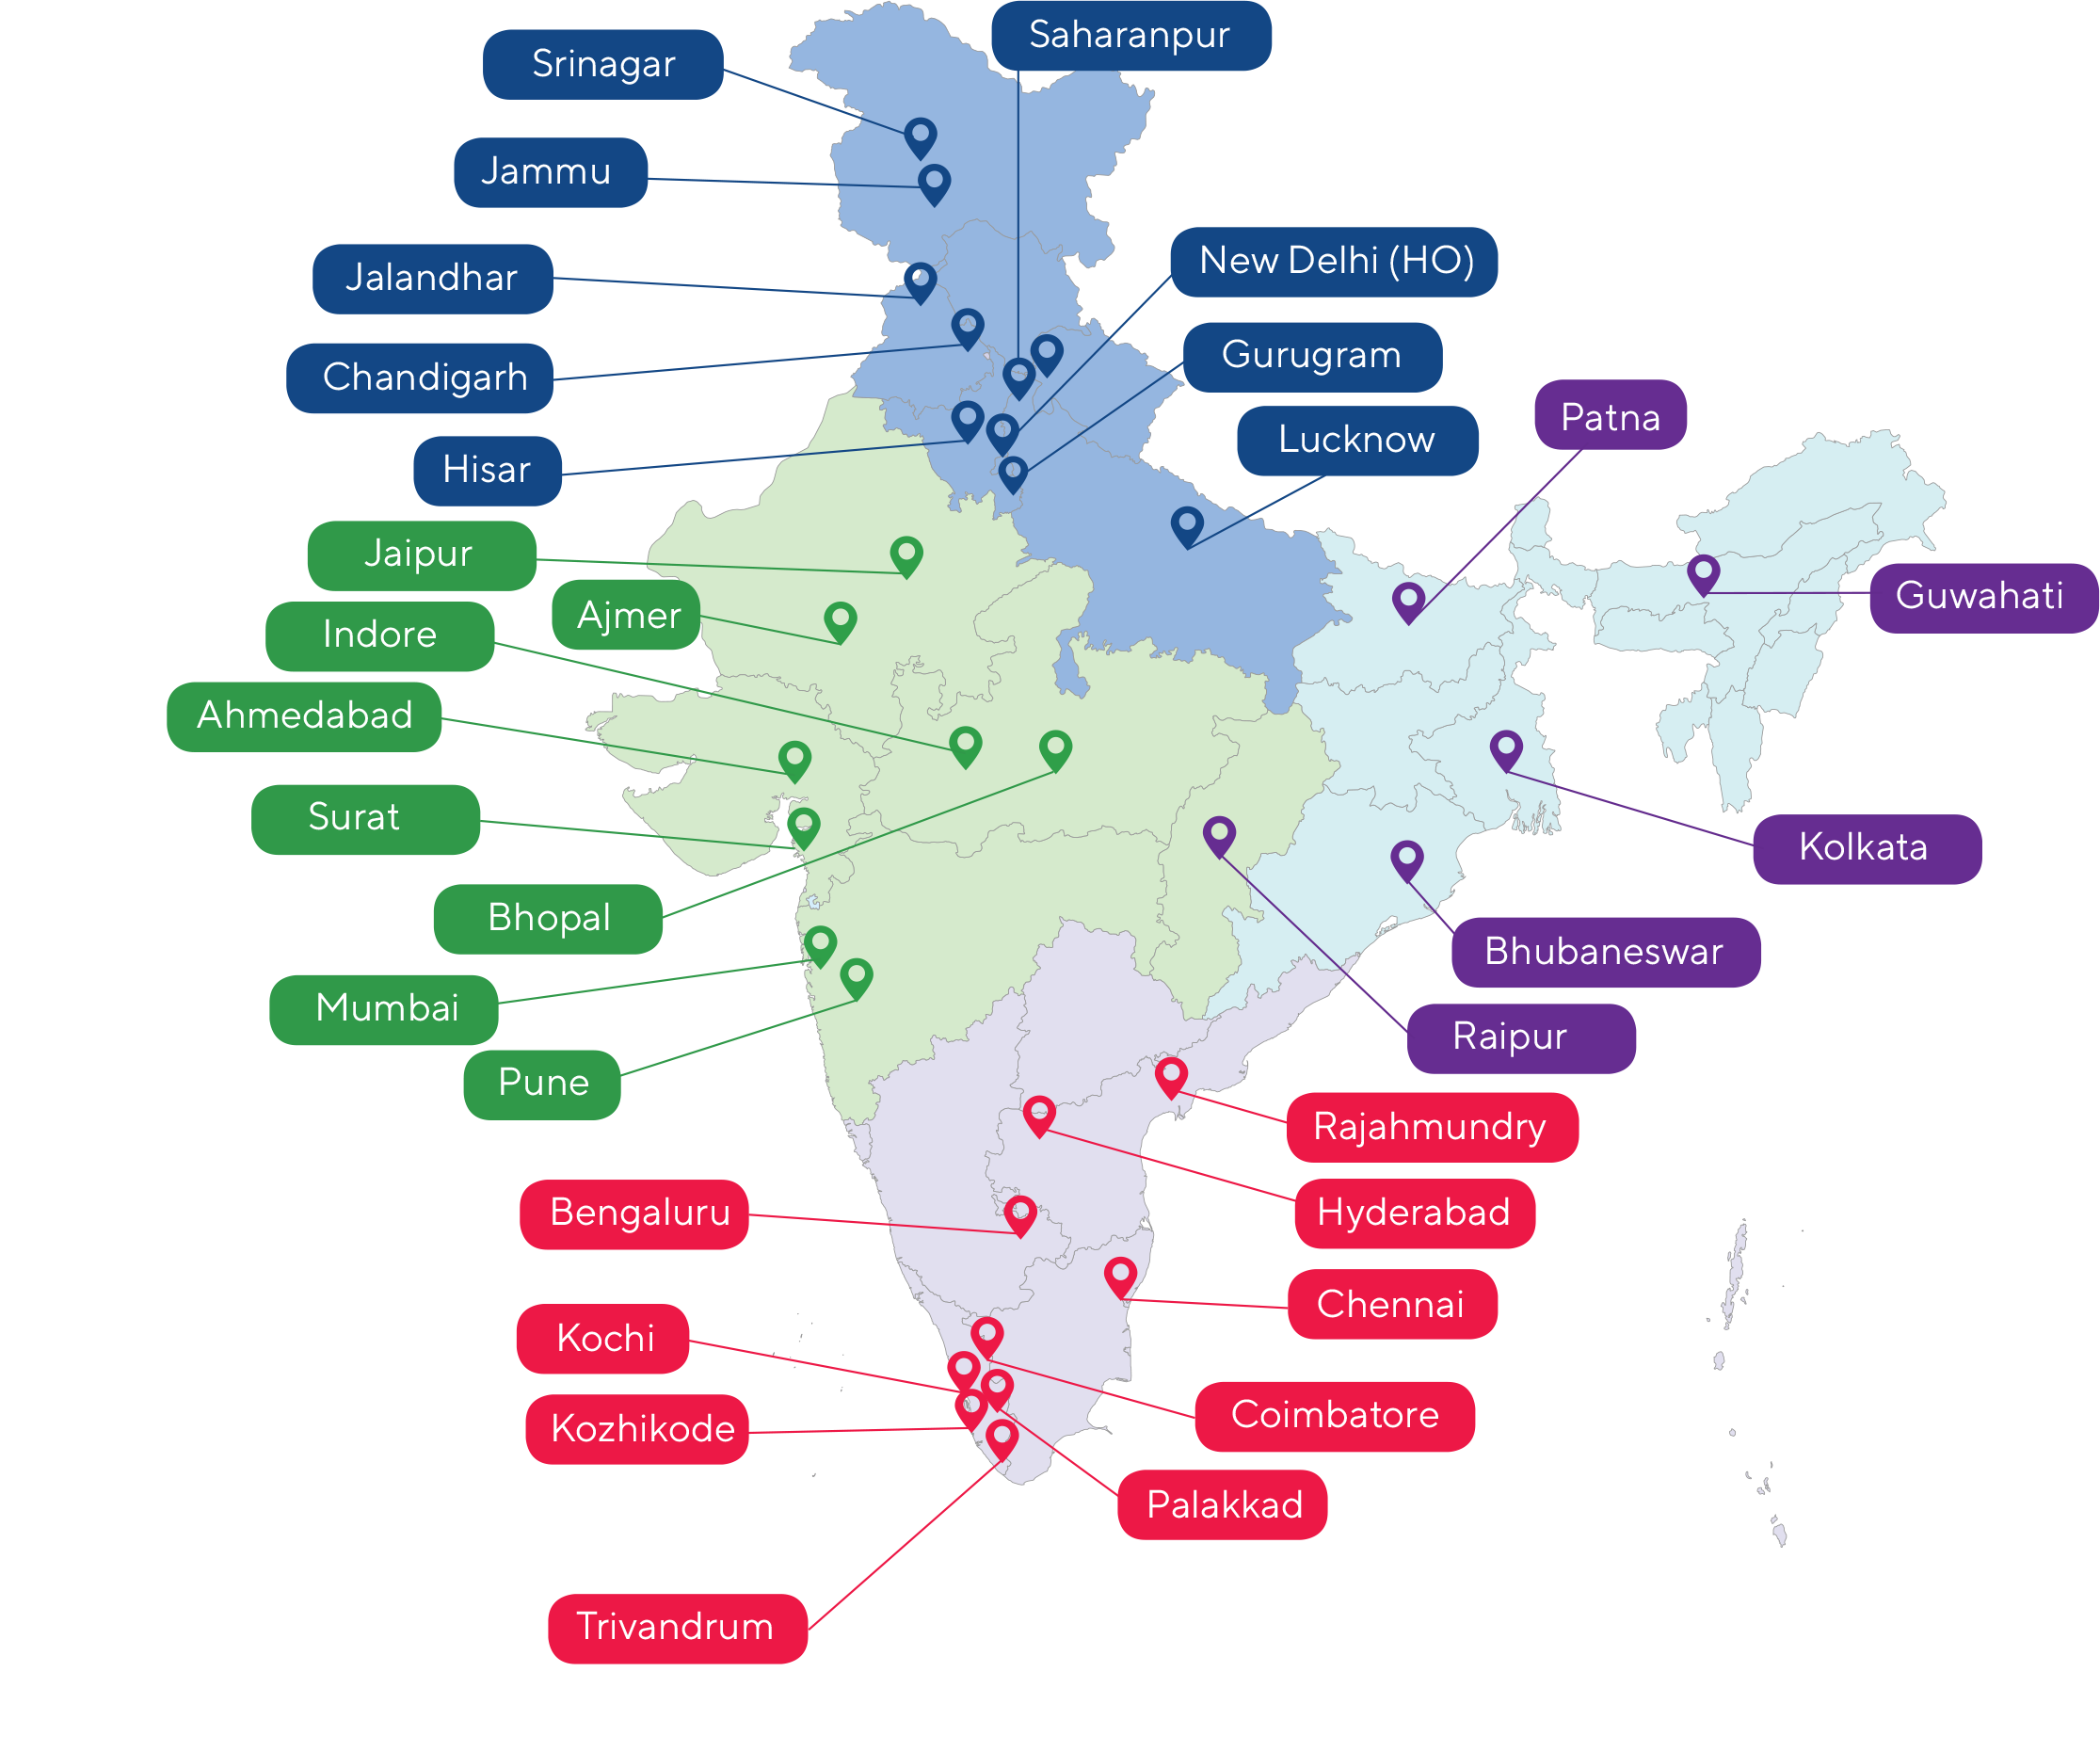 Saharanpur
Srinagar
Jammu
New Delhi (HO)
Jalandhar
Gurugram
Chandigarh
Patna
Lucknow
Hisar
Jaipur
Guwahati
Ajmer
Indore
Ahmedabad
Surat
Kolkata
Bhopal
Bhubaneswar
Mumbai
Raipur
Pune
Rajahmundry
Bengaluru
Hyderabad
Chennai
Kochi
Coimbatore
Kozhikode
Palakkad
Trivandrum